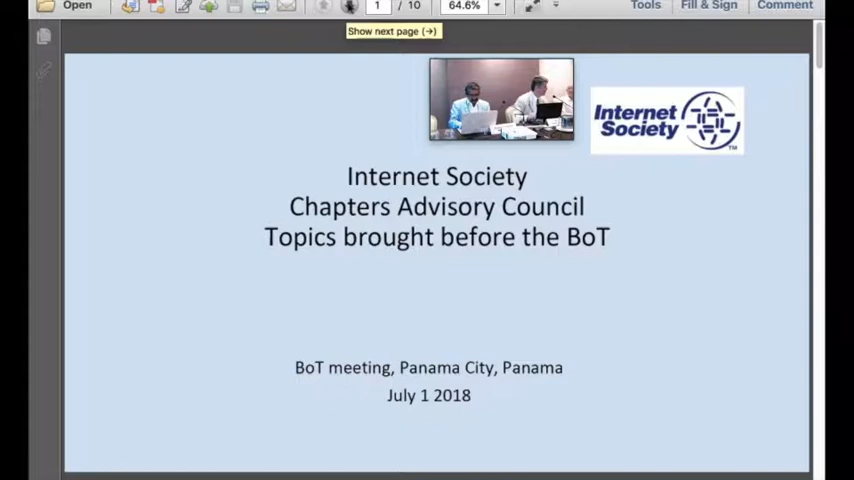 Open
1 / 10
64.6%
Tools
Fill & Sign
Comment
Show next page (→)
Internet
Society
TM
Internet Society
Chapters Advisory Council
Topics brought before the BoT
BoT meeting, Panama City, Panama
July 1 2018